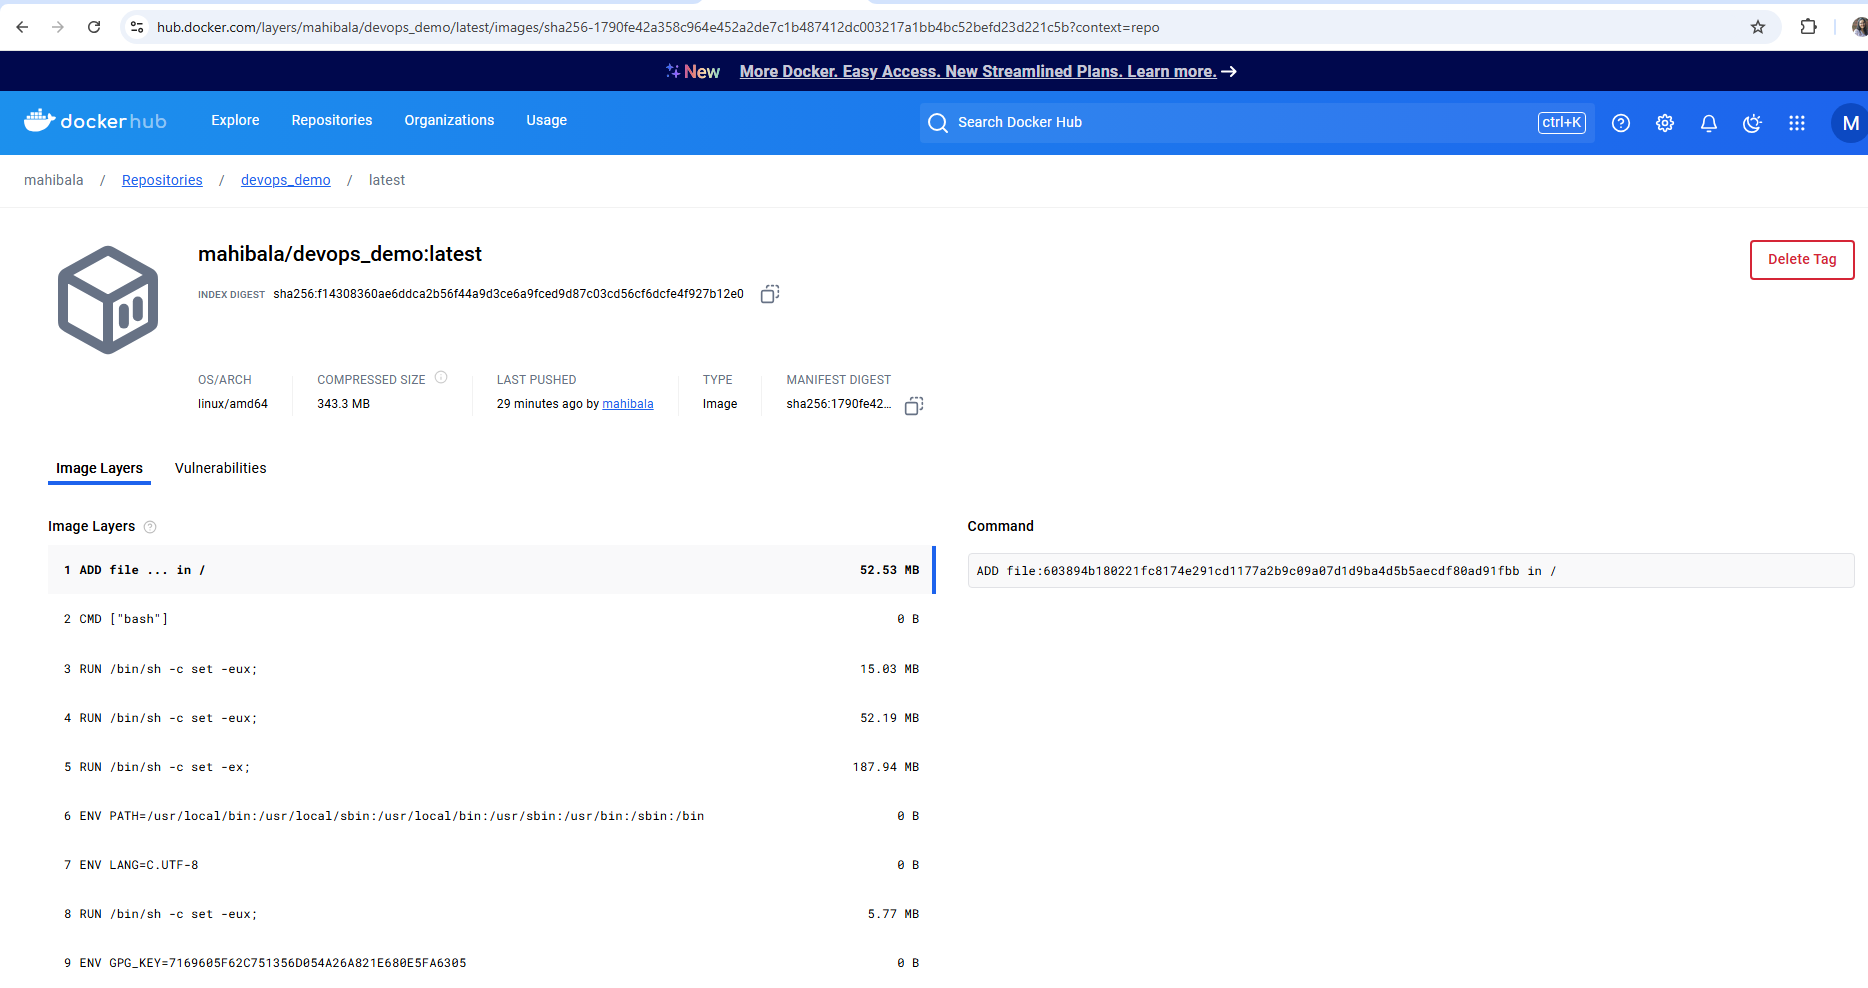 hub.docker.com/layers/mahibala/devops_demo/latest/images/sha256-1790fe42a358c964e452a2de7c1b487412dc003217a1bb4bc52befd23d221c5b?context=repo
New More Docker. Easy Access. New Streamlined Plans. Learn more. →
docker hub Explore Repositories Organizations Usage Search Docker Hub ctrl+K M
mahibala / Repositories / devops_demo / latest
mahibala/devops_demo:latest
Delete Tag
INDEX DIGEST sha256:f14308360ae6ddca2b56f44a9d3ce6a9fced9d87c03cd56cf6dcfe4f927b12e0
OS/ARCH COMPRESSED SIZE LAST PUSHED TYPE MANIFEST DIGEST
linux/amd64 343.3 MB 29 minutes ago by mahibala Image sha256:1790fe42...
Image Layers Vulnerabilities
Image Layers Command
1 ADD file ... in / 52.53 MB ADD file:603894b180221fc8174e291cd1177a2b9c09a07d1d9ba4d5b5aecdf80ad91fbb in /
2 CMD ["bash"] 0 B
3 RUN /bin/sh -c set -eux; 15.03 MB
4 RUN /bin/sh -c set -eux; 52.19 MB
5 RUN /bin/sh -c set -ex; 187.94 MB
6 ENV PATH=/usr/local/bin:/usr/local/sbin:/usr/local/bin:/usr/sbin:/usr/bin:/sbin:/bin 0 B
7 ENV LANG=C.UTF-8 0 B
8 RUN /bin/sh -c set -eux; 5.77 MB
9 ENV GPG_KEY=7169605F62C751356D054A26A821E680E5FA6305 0 B